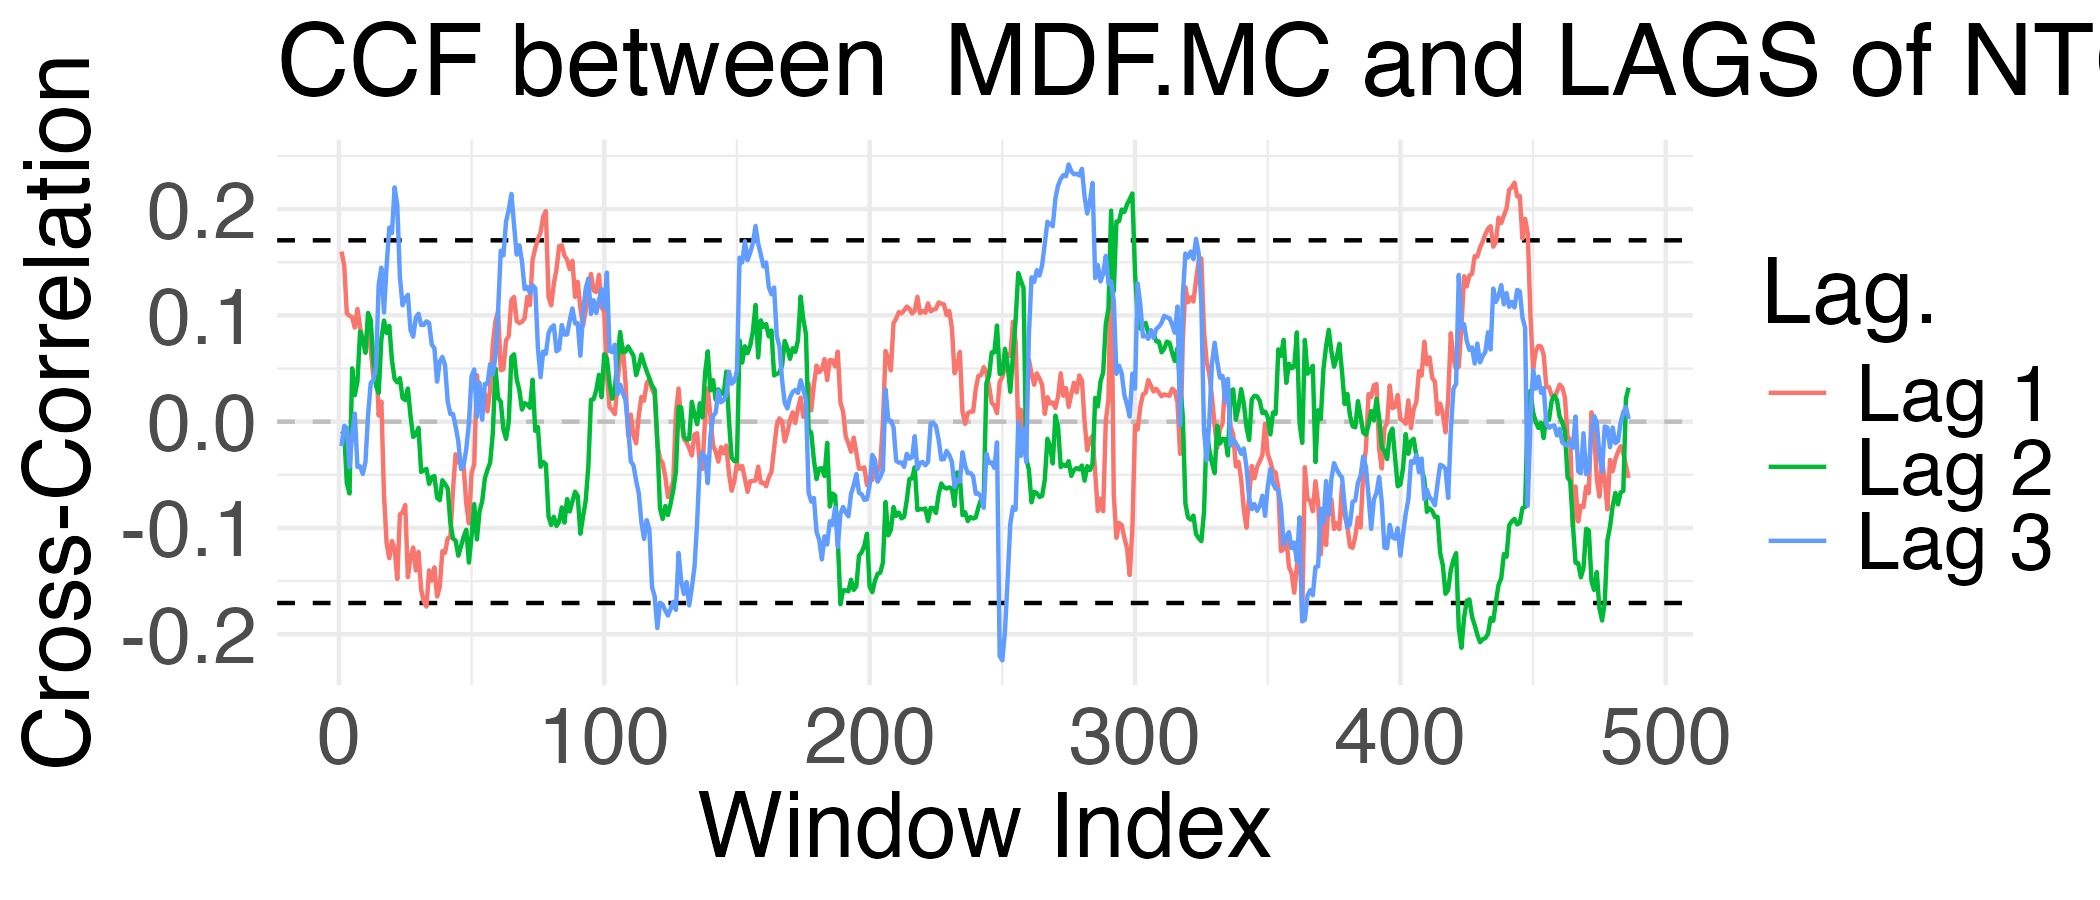 CCF between MDF.MC and LAGS of NT
Cross-Correlation
0.2
0.1
0.0
-0.1
-0.2
0 100 200 300 400 500
Window Index
Lag.
Lag 1
Lag 2
Lag 3